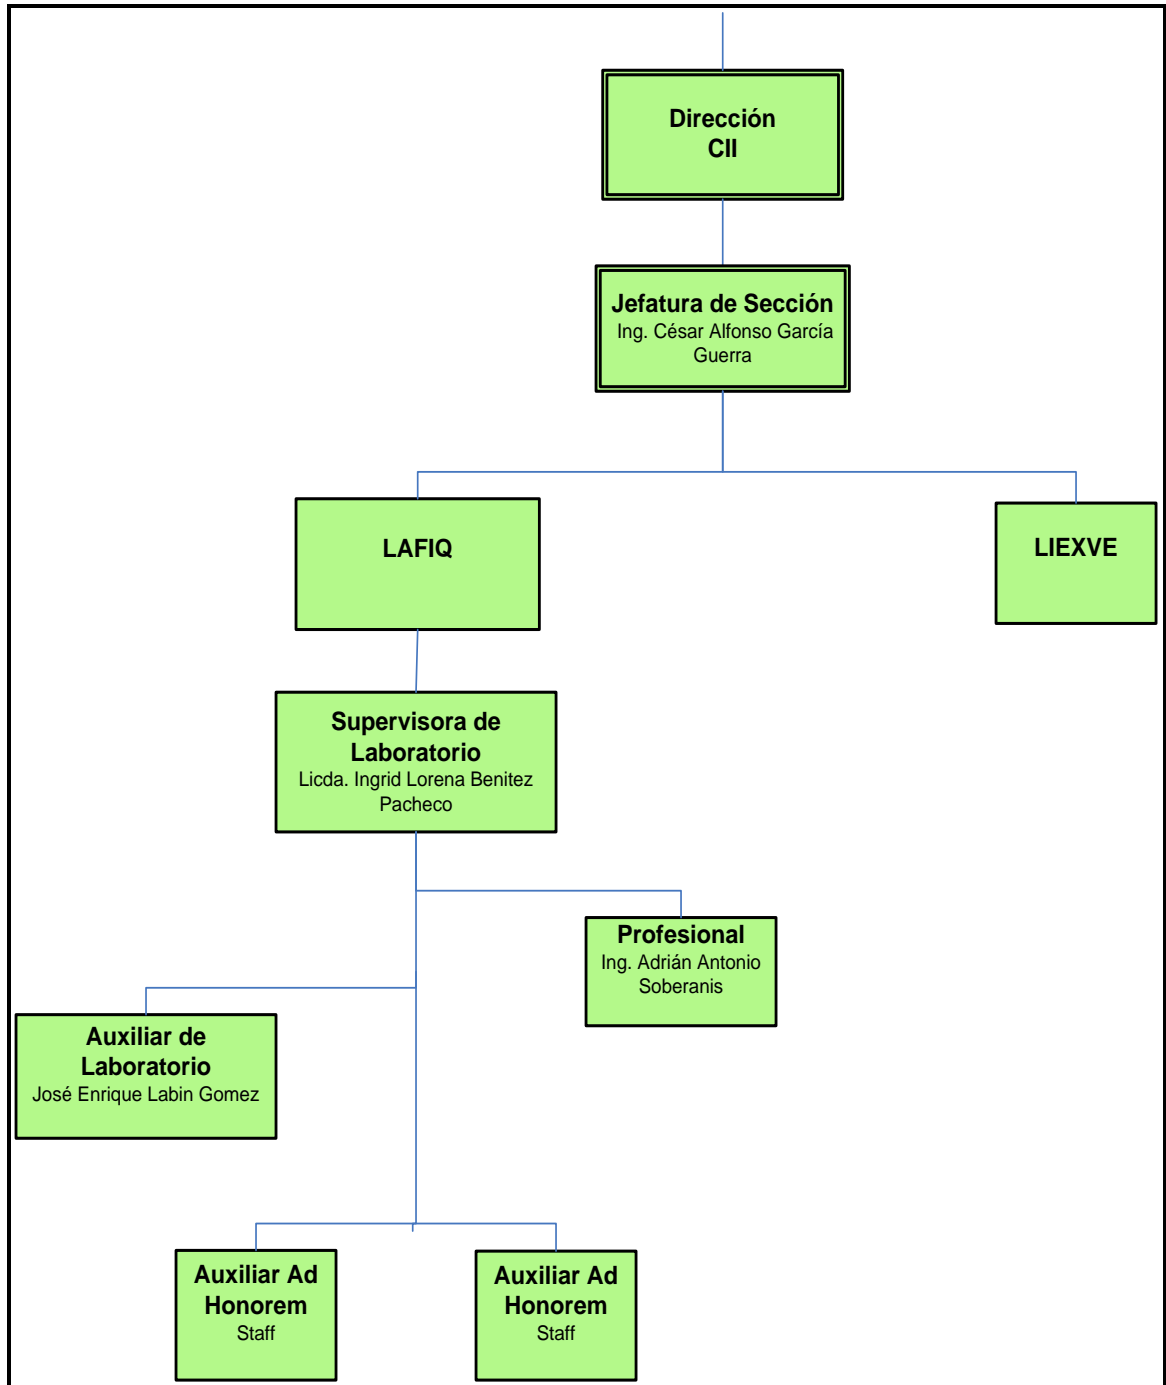 Dirección
CII
Jefatura de Sección
Ing. César Alfonso García
Guerra
LAFIQ
LIEXVE
Supervisora de
Laboratorio
Licda. Ingrid Lorena Benitez
Pacheco
Profesional
Ing. Adrián Antonio
Soberanis
Auxiliar de
Laboratorio
José Enrique Labin Gomez
Auxiliar Ad
Honorem
Staff
Auxiliar Ad
Honorem
Staff